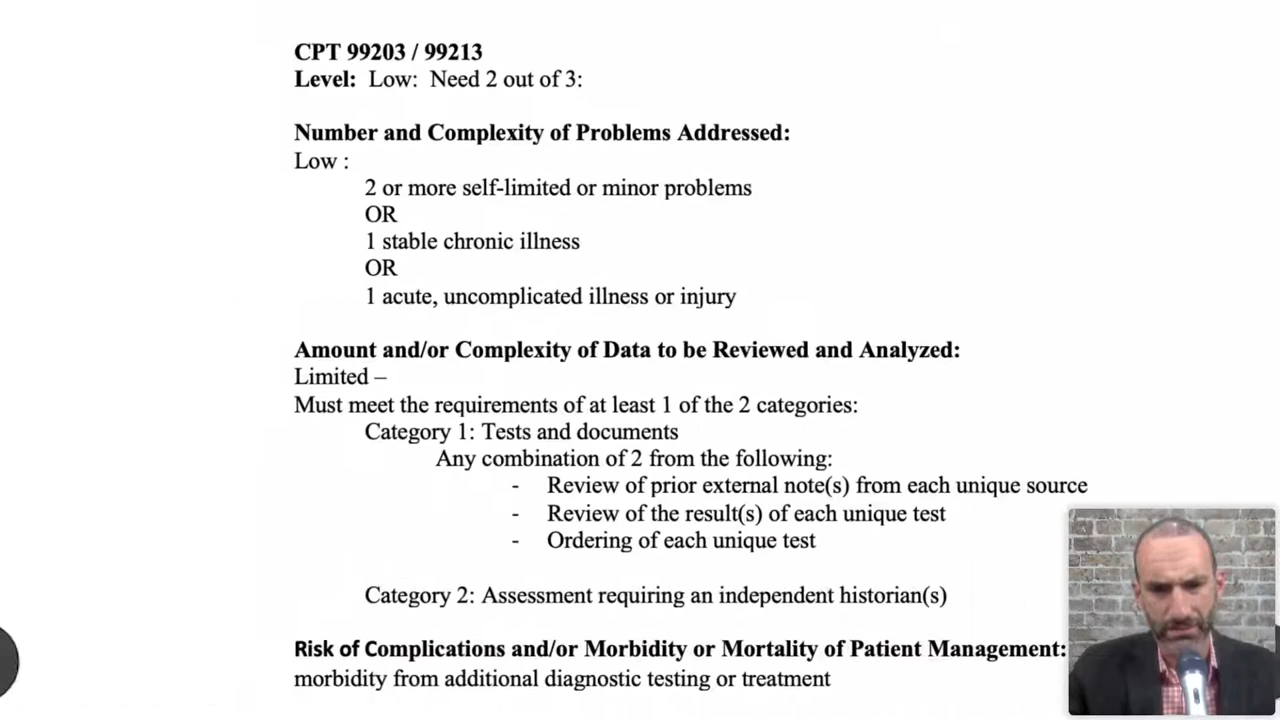 CPT 99203 / 99213
Level: Low: Need 2 out of 3:
Number and Complexity of Problems Addressed:
Low :
2 or more self-limited or minor problems
OR
1 stable chronic illness
OR
1 acute, uncomplicated illness or injury
Amount and/or Complexity of Data to be Reviewed and Analyzed:
Limited –
Must meet the requirements of at least 1 of the 2 categories:
Category 1: Tests and documents
Any combination of 2 from the following:
- Review of prior external note(s) from each unique source
- Review of the result(s) of each unique test
- Ordering of each unique test
Category 2: Assessment requiring an independent historian(s)
Risk of Complications and/or Morbidity or Mortality of Patient Management:
morbidity from additional diagnostic testing or treatment